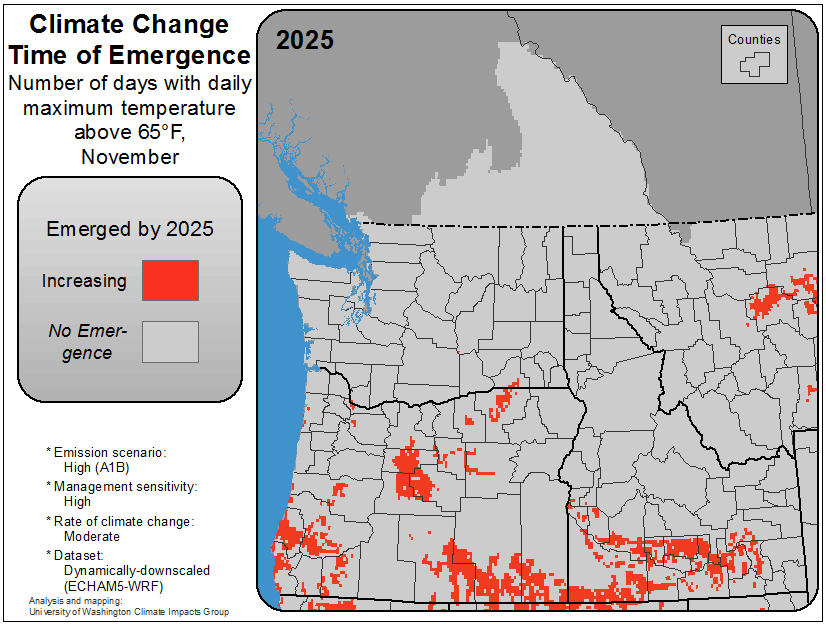 Climate Change
Time of Emergence
Number of days with daily
maximum temperature
above 65°F,
November
2025
Counties
Emerged by 2025
Increasing
No Emer-
gence
* Emission scenario:
High (A1B)
* Management sensitivity:
High
* Rate of climate change:
Moderate
* Dataset:
Dynamically-downscaled
(ECHAM5-WRF)
Analysis and mapping:
University of Washington Climate Impacts Group